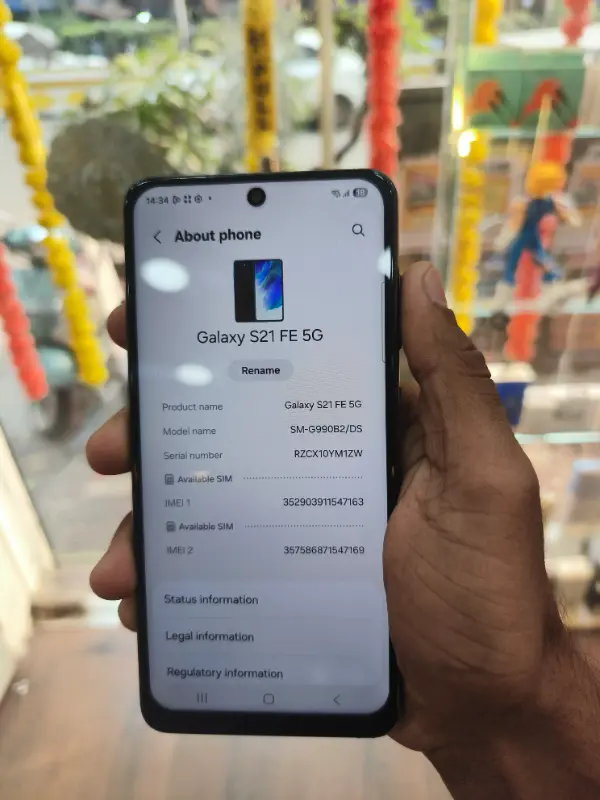 14:34
About phone
Galaxy S21 FE 5G
Rename
Product name Galaxy S21 FE 5G
Model name SM-G990B2/DS
Serial number RZCX10YM1ZW
Available SIM
IMEI 1 352903911547163
Available SIM
IMEI 2 357586871547169
Status information
Legal information
Regulatory information